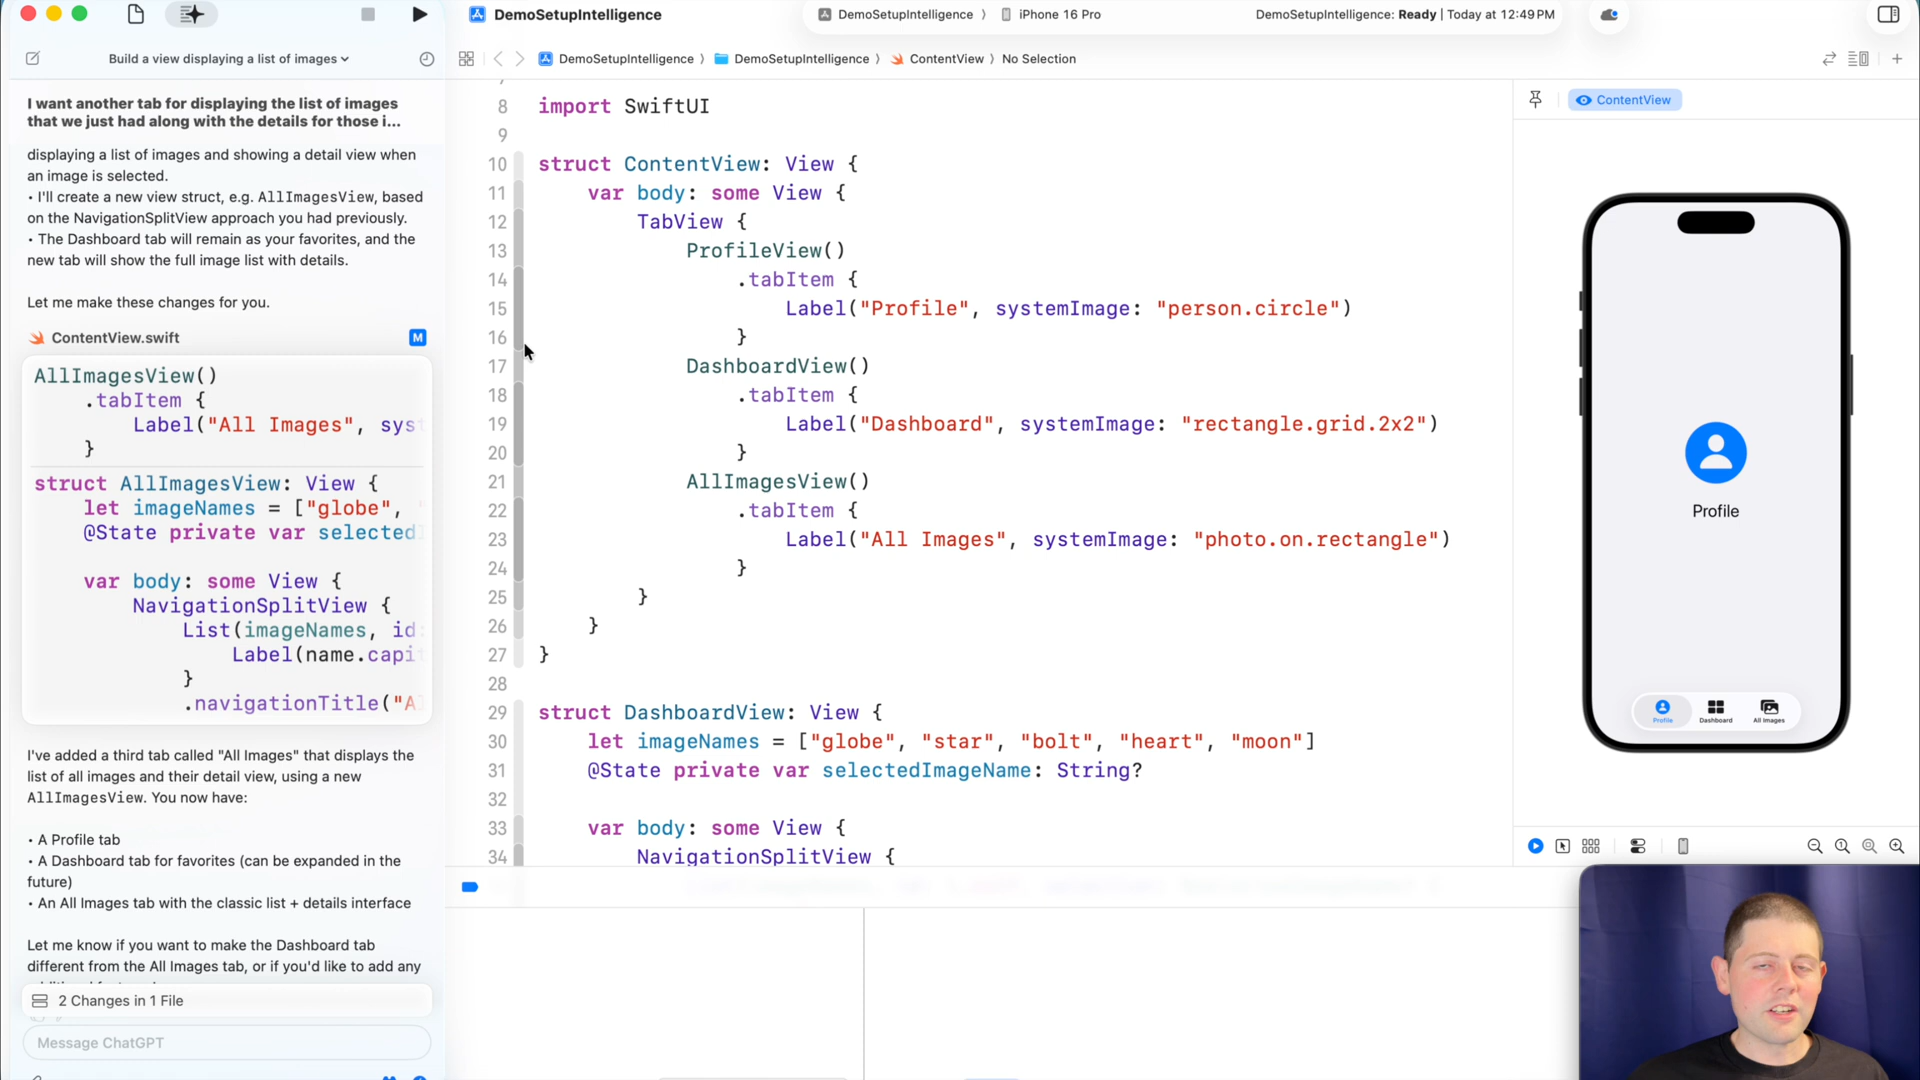 DemoSetupIntelligence
DemoSetupIntelligence
iPhone 16 Pro
DemoSetupIntelligence: Ready | Today at 12:49 PM
Build a view displaying a list of images
DemoSetupIntelligence
DemoSetupIntelligence
ContentView
No Selection
I want another tab for displaying the list of images
that we just had along with the details for those i...
displaying a list of images and showing a detail view when
an image is selected.
• I'll create a new view struct, e.g. AllImagesView, based
on the NavigationSplitView approach you had previously.
• The Dashboard tab will remain as your favorites, and the
new tab will show the full image list with details.
Let me make these changes for you.
ContentView.swift
M
AllImagesView()
.tabItem {
Label("All Images", syst
}
struct AllImagesView: View {
let imageNames = ["globe",
@State private var selected
var body: some View {
NavigationSplitView {
List(imageNames, id:
Label(name.capi
}
.navigationTitle("A
I've added a third tab called "All Images" that displays the
list of all images and their detail view, using a new
AllImagesView. You now have:
• A Profile tab
• A Dashboard tab for favorites (can be expanded in the
future)
• An All Images tab with the classic list + details interface
Let me know if you want to make the Dashboard tab
different from the All Images tab, or if you'd like to add any
2 Changes in 1 File
Message ChatGPT
8 import SwiftUI
9
10 struct ContentView: View {
11 var body: some View {
12 TabView {
13 ProfileView()
14 .tabItem {
15 Label("Profile", systemImage: "person.circle")
16 }
17 DashboardView()
18 .tabItem {
19 Label("Dashboard", systemImage: "rectangle.grid.2x2")
20 }
21 AllImagesView()
22 .tabItem {
23 Label("All Images", systemImage: "photo.on.rectangle")
24 }
25 }
26 }
27 }
28
29 struct DashboardView: View {
30 let imageNames = ["globe", "star", "bolt", "heart", "moon"]
31 @State private var selectedImageName: String?
32
33 var body: some View {
34 NavigationSplitView {
ContentView
Profile
Profile
Dashboard
All Images